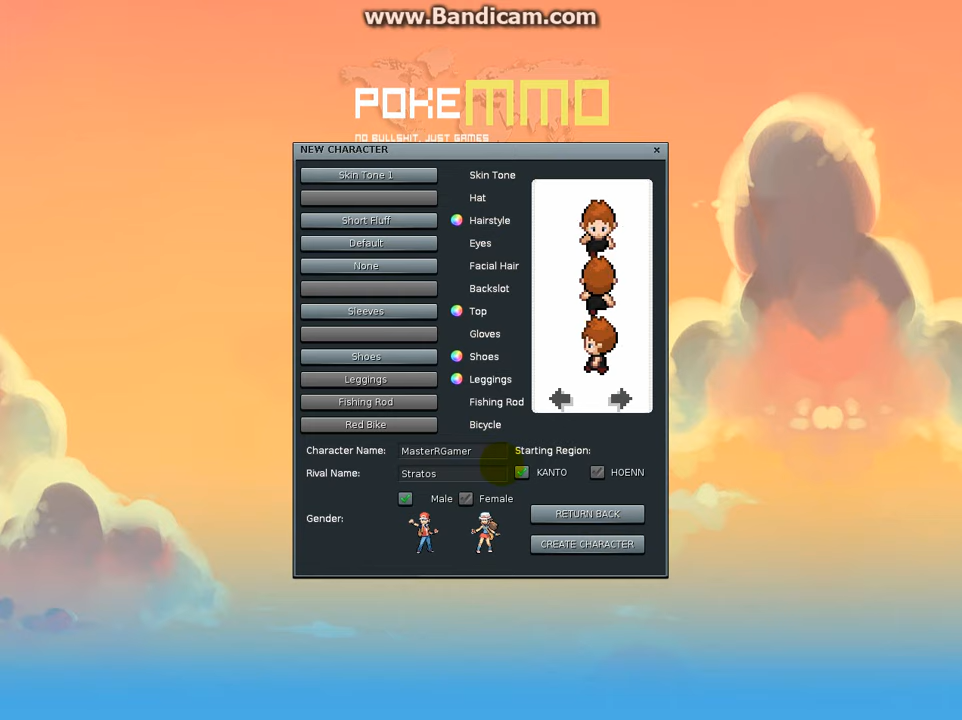 www.Bandicam.com
POKEMMO
NO BULLSHIT, JUST GAMES
NEW CHARACTER ×
Skin Tone 1 Skin Tone
Hat
Short Fluff Hairstyle
Default Eyes
None Facial Hair
Backslot
Sleeves Top
Gloves
Shoes Shoes
Leggings Leggings
Fishing Rod Fishing Rod
Red Bike Bicycle
Character Name: MasterRGamer Starting Region:
Rival Name: Stratos KANTO HOENN
Male Female
Gender: RETURN BACK
CREATE CHARACTER